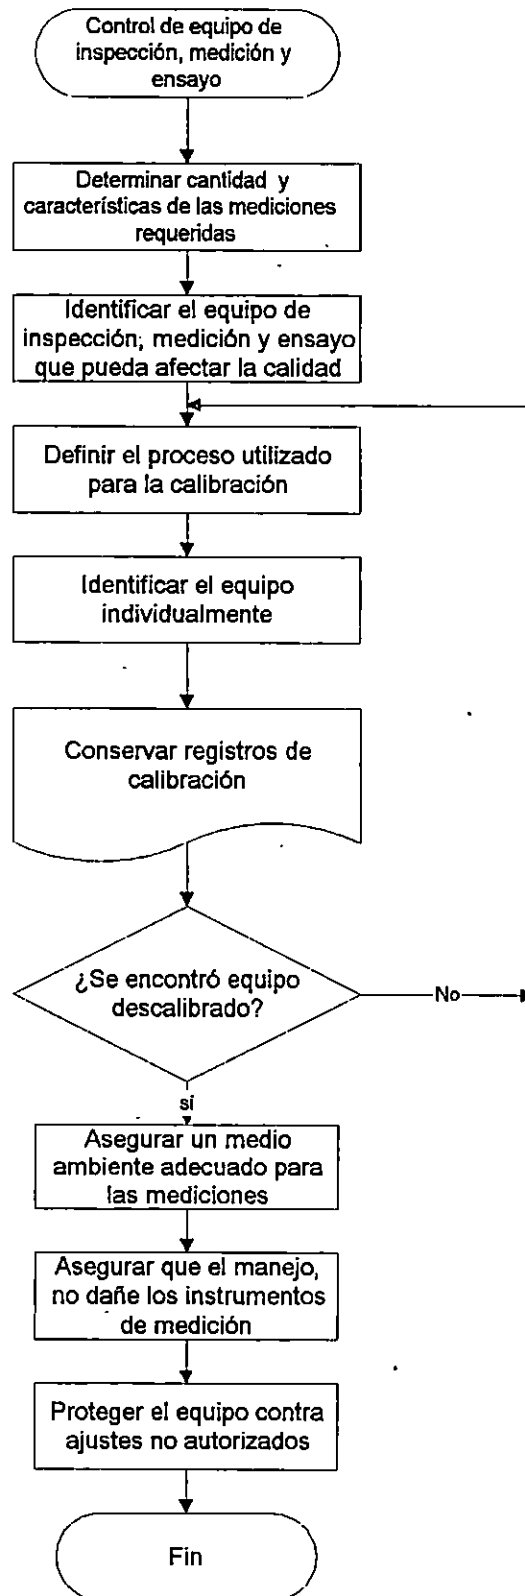 Control de equipo de
inspección, medición y
ensayo
Determinar cantidad y
características de las mediciones
requeridas
Identificar el equipo de
inspección, medición y ensayo
que pueda afectar la calidad
Definir el proceso utilizado
para la calibración
Identificar el equipo
individualmente
Conservar registros de
calibración
¿Se encontró equipo
descalibrado?
No
si
Asegurar un medio
ambiente adecuado para
las mediciones
Asegurar que el manejo,
no dañe los instrumentos
de medición
Proteger el equipo contra
ajustes no autorizados
Fin